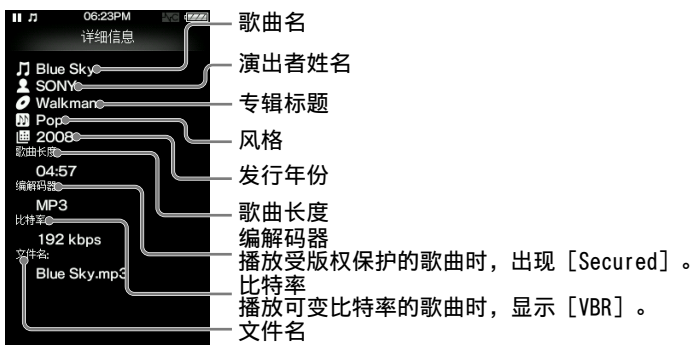 06:23PM
详细信息
Blue Sky
SONY
Walkman
Pop
2008
歌曲长度
04:57
编解码器
MP3
比特率
192 kbps
文件名:
Blue Sky.mp3
歌曲名
演出者姓名
专辑标题
风格
发行年份
歌曲长度
编解码器
播放受版权保护的歌曲时，出现［Secured］。
比特率
播放可变比特率的歌曲时，显示［VBR］。
文件名